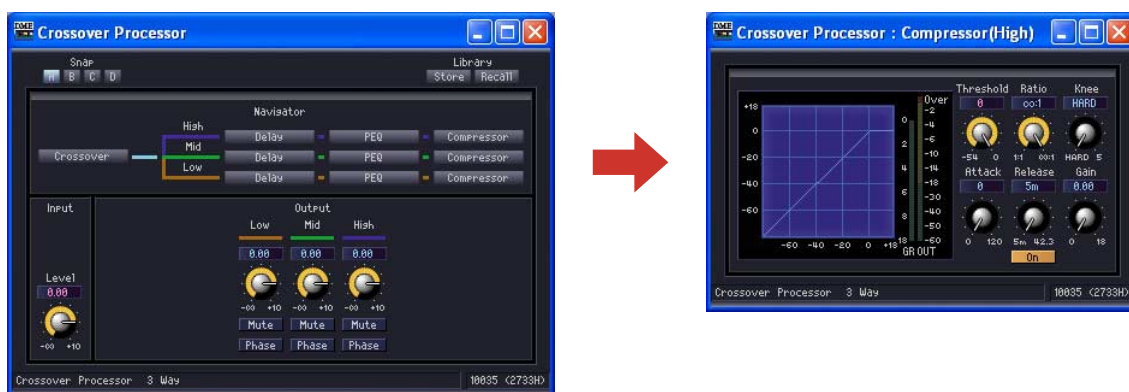 DME
Crossover Processor
Snap
A B C D
Library
Store Recall
Navigator
High
Delay PEQ Compressor
Mid
Crossover
Delay PEQ Compressor
Low
Delay PEQ Compressor
Input
Output
Low Mid High
0.00 0.00 0.00
Level
0.00
-∞ +10 -∞ +10 -∞ +10
Mute Mute Mute
-∞ +10
Phase Phase Phase
Crossover Processor 3 Way 10035 (2733H)
DME
Crossover Processor : Compressor(High)
Threshold Ratio Knee
0 ∞:1 HARD
-54 0 1:1 ∞:1 HARD 5
Attack Release Gain
0 5m 0.00
0 120 5m 42.3 0 18
On
+18
0
-20
-40
-60
-60 -40 -20 0 +18
0
2
4
6
8
18
GR OUT
Over
-2
-4
-6
-10
-14
-18
-30
-40
-50
-60
Crossover Processor 3 Way 10035 (2733H)